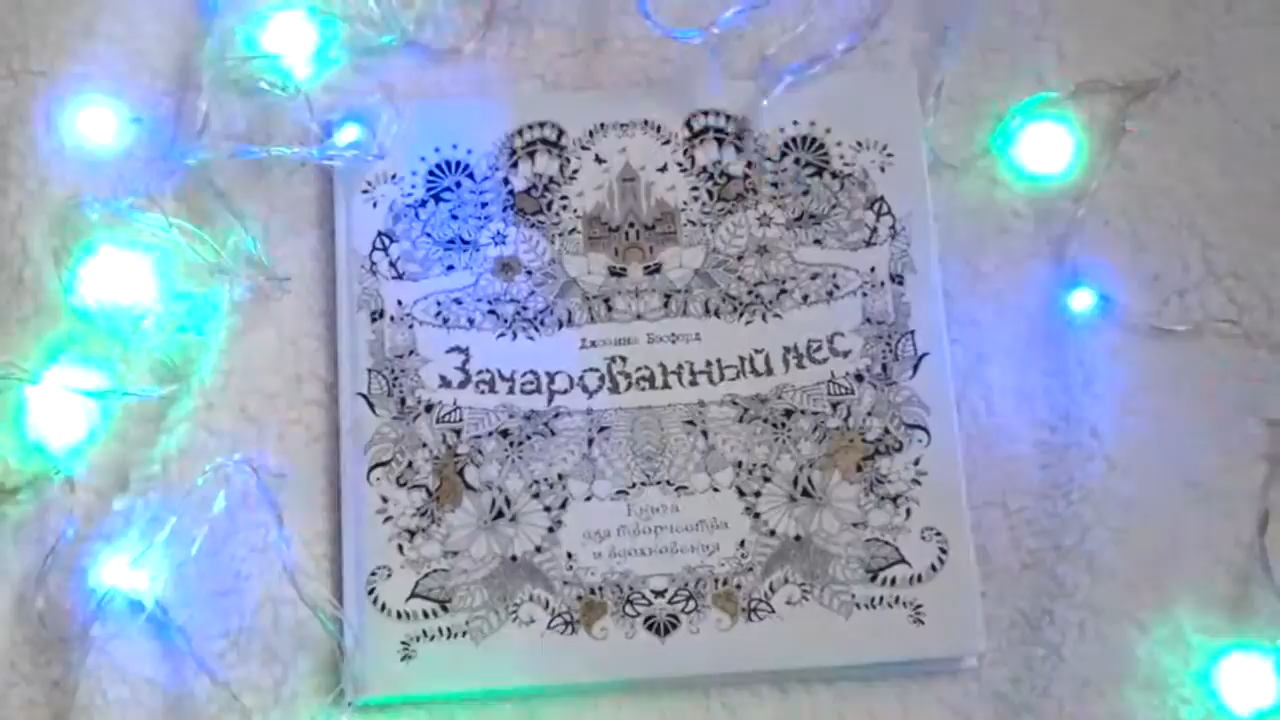 Джоанна Бэсфорд
Зачарованный лес
Книга
для творчества
и вдохновения